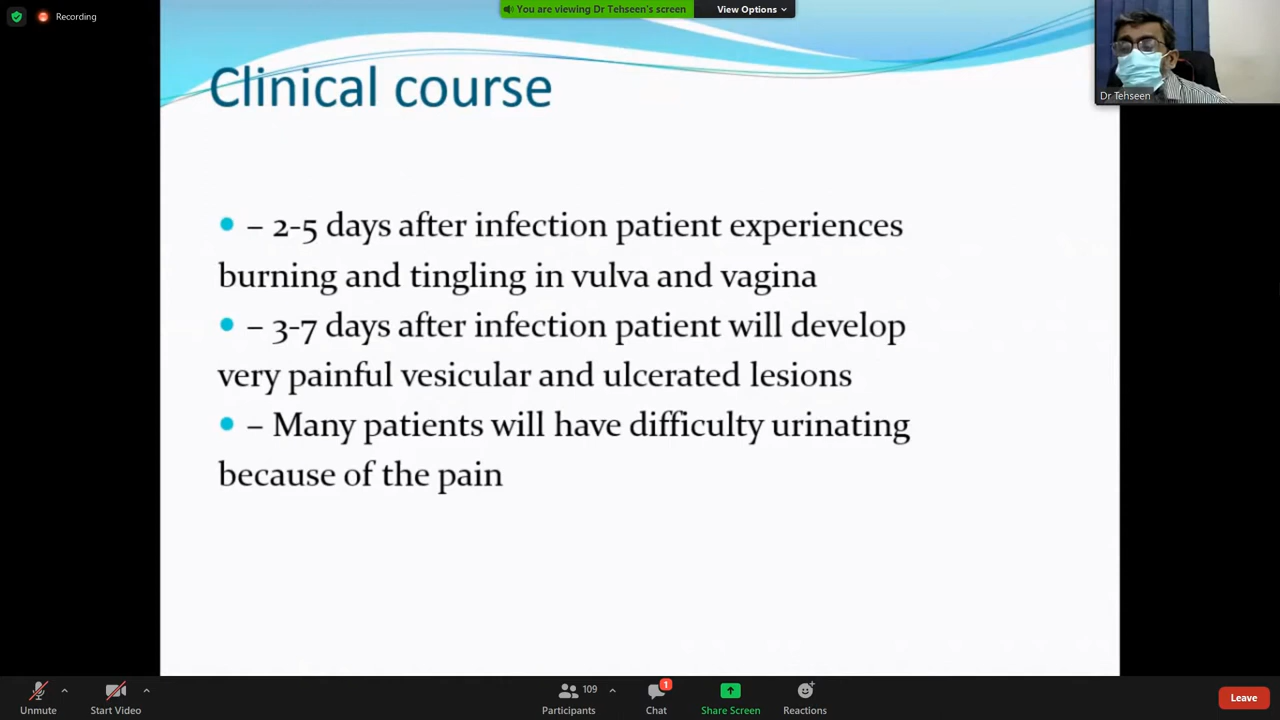 Recording
You are viewing Dr Tehseen's screen
View Options
Dr Tehseen
Clinical course
– 2-5 days after infection patient experiences
burning and tingling in vulva and vagina
– 3-7 days after infection patient will develop
very painful vesicular and ulcerated lesions
– Many patients will have difficulty urinating
because of the pain
Unmute
Start Video
109
Participants
1
Chat
Share Screen
Reactions
Leave